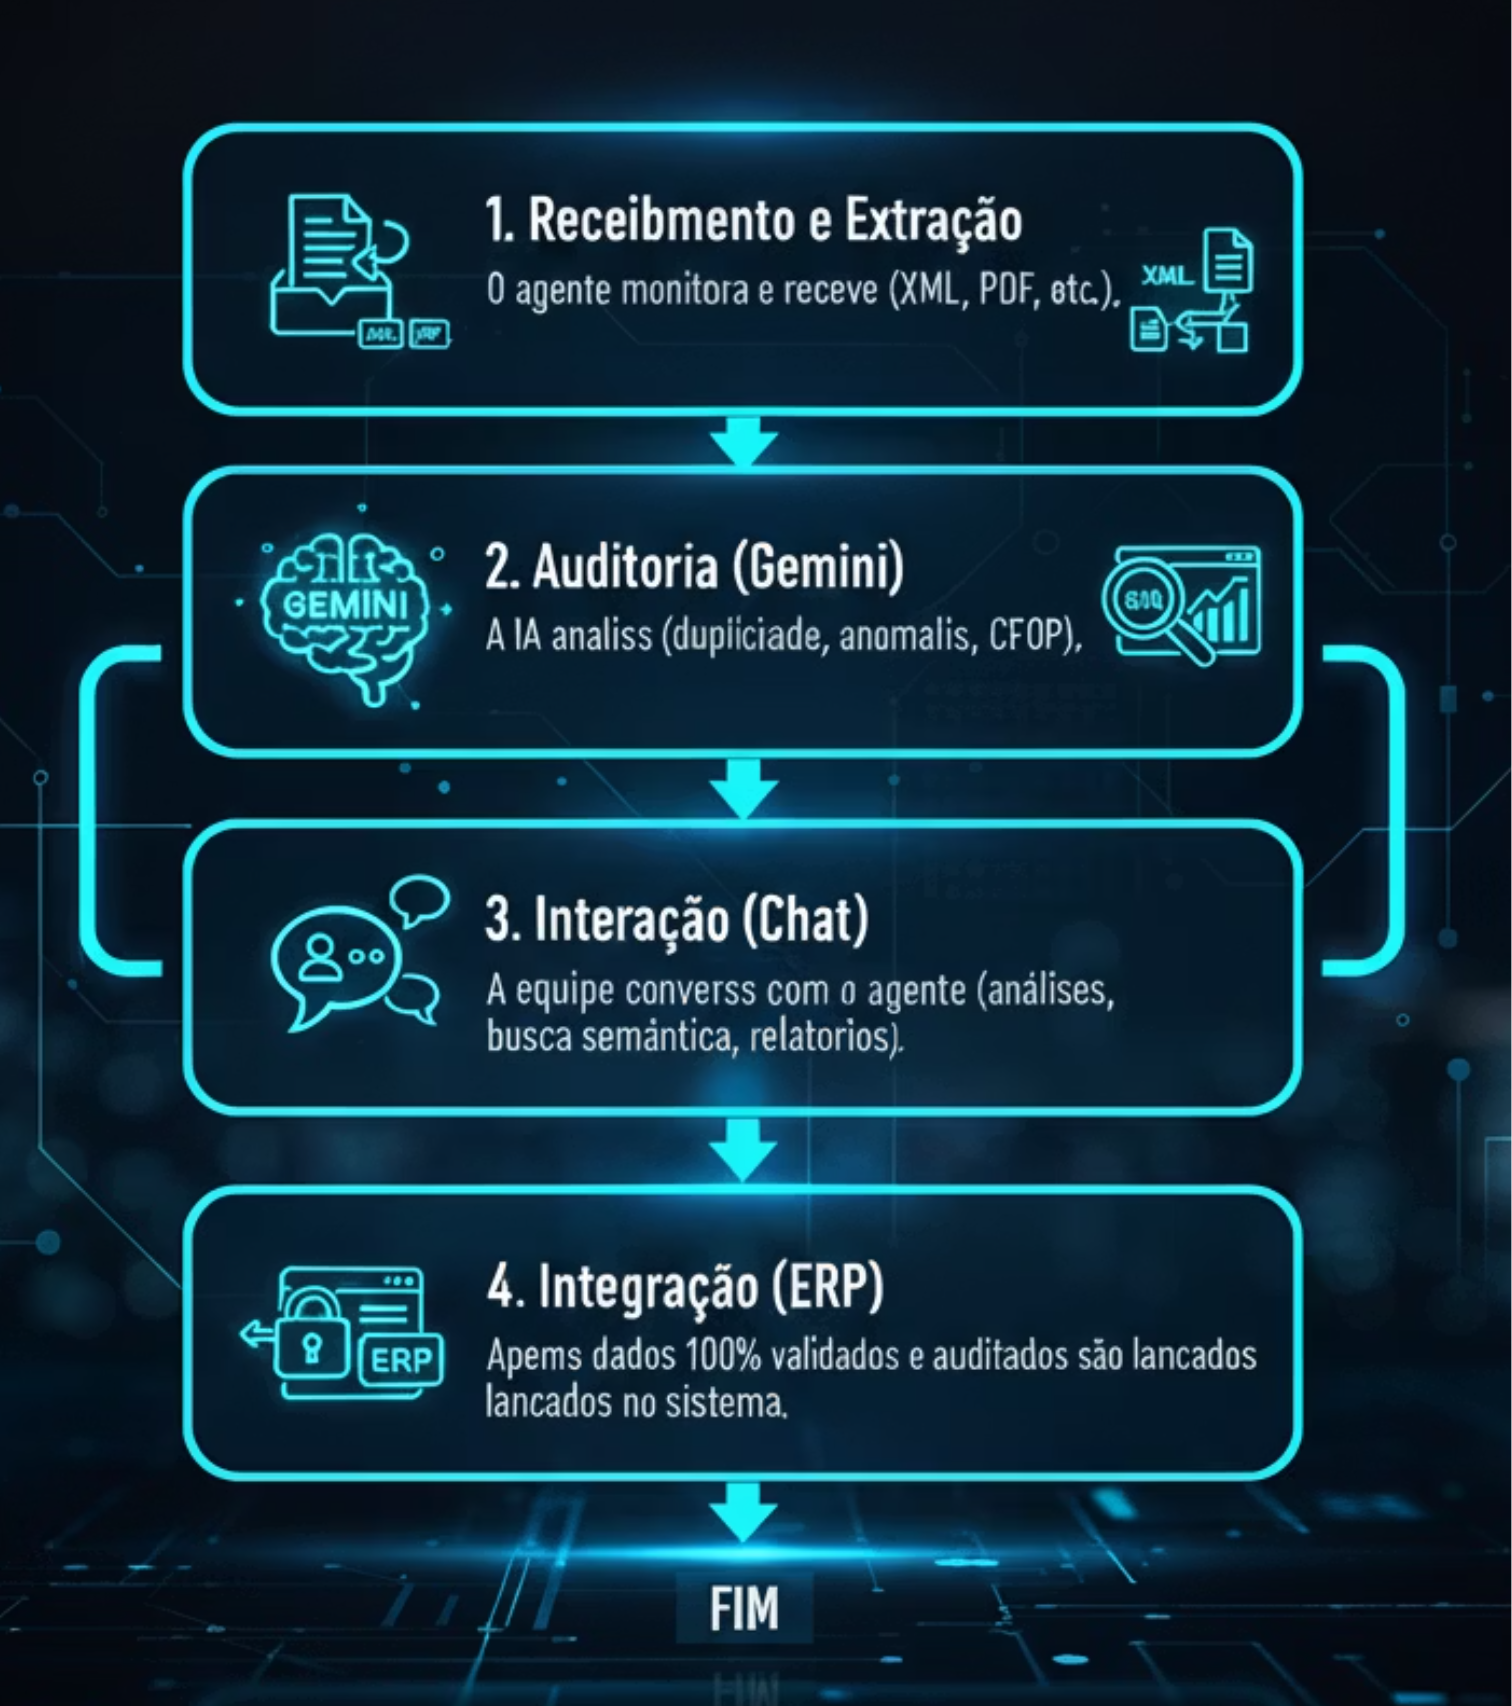 1. Receibmento e Extração
O agente monitora e receve (XML, PDF, etc.).
XML
2. Auditoria (Gemini)
GEMINI
A IA analiss (duplíciade, anomalis, CFOP).
3. Interação (Chat)
A equipe converss com o agente (análises,
busca semântica, relatorios).
4. Integração (ERP)
ERP
Apems dados 100% validados e auditados são lancados
lancados no sistema.
FIM